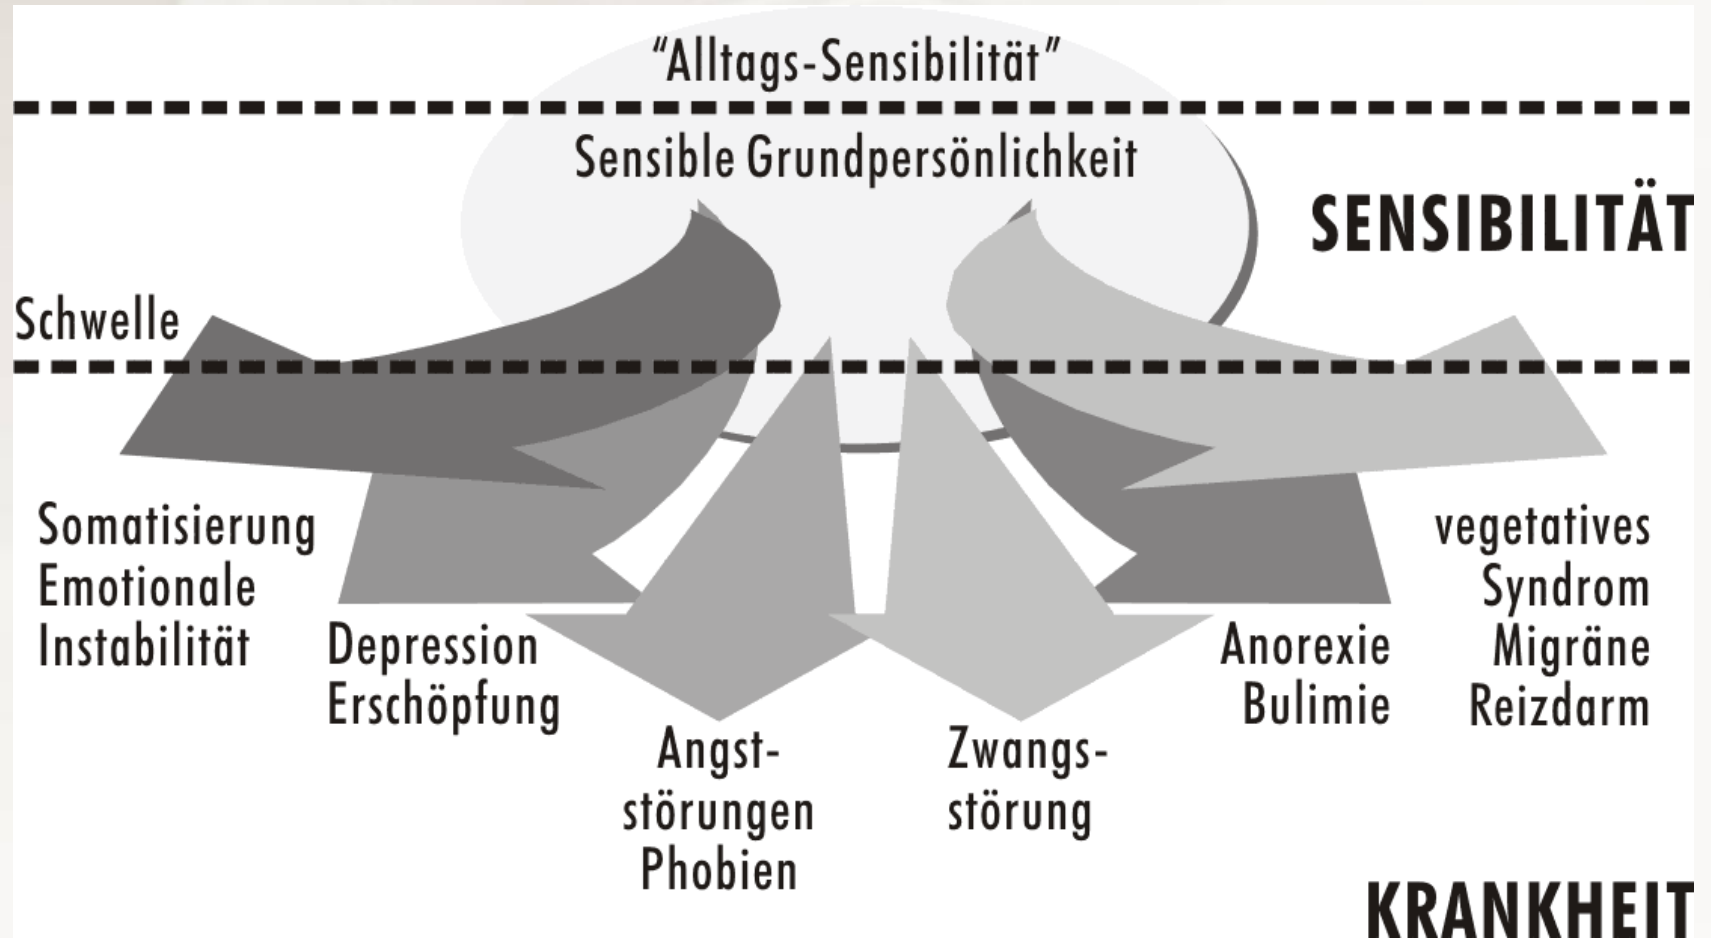 “Alltags-Sensibilität”
Sensible Grundpersönlichkeit
SENSIBILITÄT
Schwelle
Somatisierung
Emotionale
Instabilität
Depression
Erschöpfung
Angst-
störungen
Phobien
Zwangs-
störung
Anorexie
Bulimie
vegetatives
Syndrom
Migräne
Reizdarm
KRANKHEIT